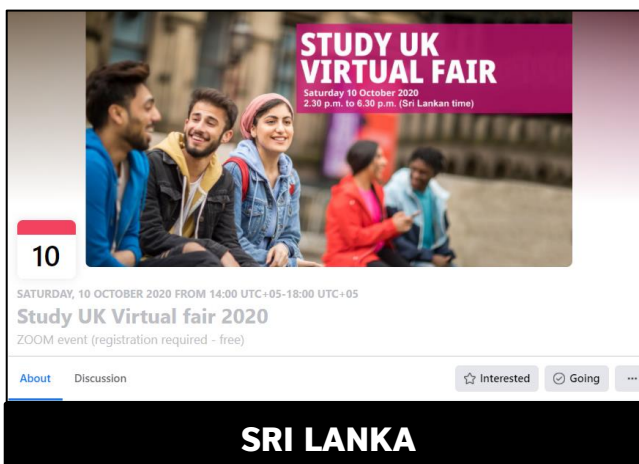 STUDY UK
VIRTUAL FAIR
Saturday 10 October 2020
2.30 p.m. to 6.30 p.m. (Sri Lankan time)
10
SATURDAY, 10 OCTOBER 2020 FROM 14:00 UTC+05-18:00 UTC+05
Study UK Virtual fair 2020
ZOOM event (registration required - free)
About Discussion Interested Going ...
SRI LANKA